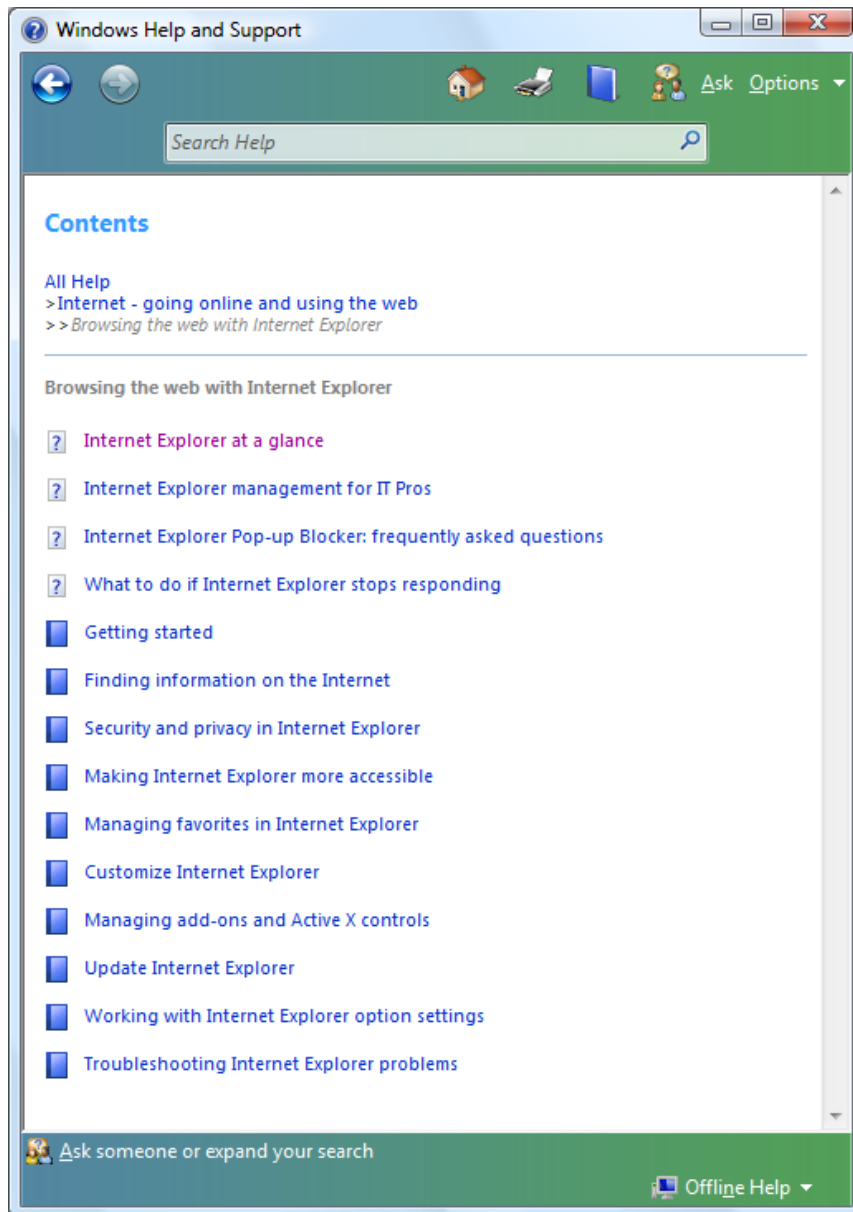 Windows Help and Support
Ask Options
Search Help
Contents
All Help
>Internet - going online and using the web
>>Browsing the web with Internet Explorer
Browsing the web with Internet Explorer
Internet Explorer at a glance
Internet Explorer management for IT Pros
Internet Explorer Pop-up Blocker: frequently asked questions
What to do if Internet Explorer stops responding
Getting started
Finding information on the Internet
Security and privacy in Internet Explorer
Making Internet Explorer more accessible
Managing favorites in Internet Explorer
Customize Internet Explorer
Managing add-ons and Active X controls
Update Internet Explorer
Working with Internet Explorer option settings
Troubleshooting Internet Explorer problems
Ask someone or expand your search
Offline Help